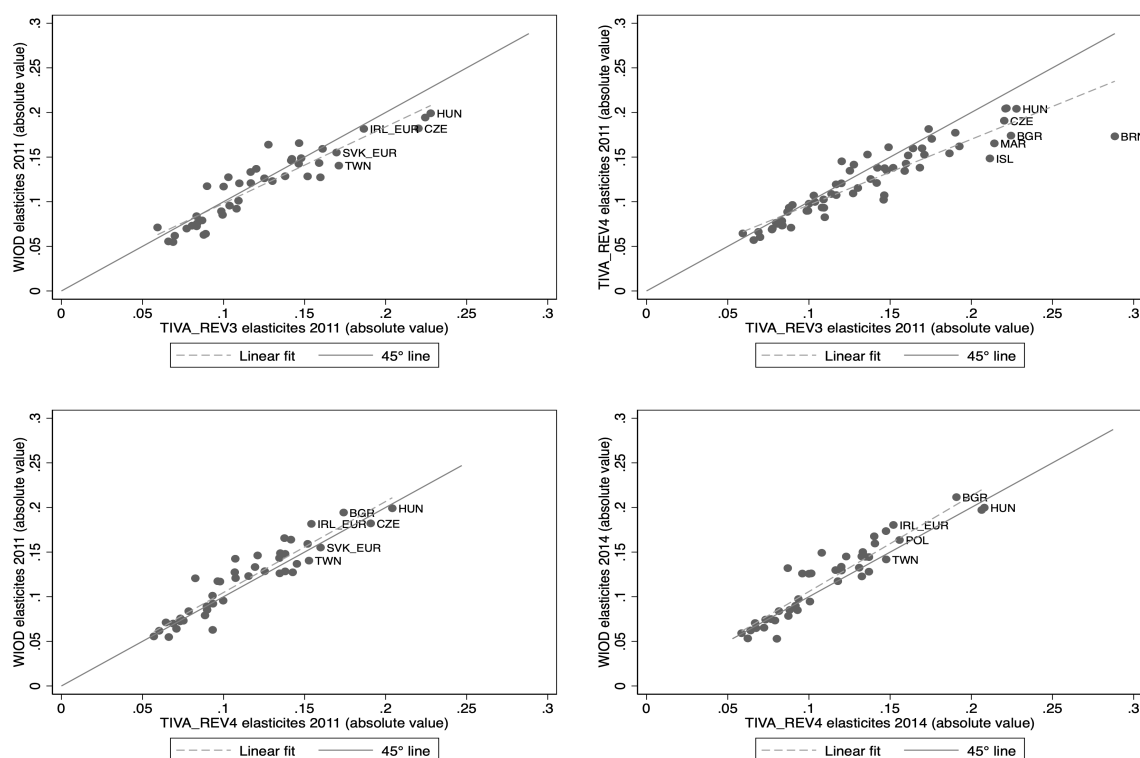 WIOD elasticites 2011 (absolute value)
.3
.25
.2
.15
.1
.05
0
HUN
IRL_EUR
CZE
SVK_EUR
TWN
0 .05 .1 .15 .2 .25 .3
TIVA_REV3 elasticites 2011 (absolute value)
Linear fit 45° line
TIVA_REV4 elasticites 2011 (absolute value)
.3
.25
.2
.15
.1
.05
0
HUN
CZE
BGR
BRN
MAR
ISL
0 .05 .1 .15 .2 .25 .3
TIVA_REV3 elasticites 2011 (absolute value)
Linear fit 45° line
WIOD elasticites 2011 (absolute value)
.3
.25
.2
.15
.1
.05
0
BGR
HUN
IRL_EUR
CZE
SVK_EUR
TWN
0 .05 .1 .15 .2 .25 .3
TIVA_REV4 elasticites 2011 (absolute value)
Linear fit 45° line
WIOD elasticites 2014 (absolute value)
.3
.25
.2
.15
.1
.05
0
BGR
HUN
IRL_EUR
POL
TWN
0 .05 .1 .15 .2 .25 .3
TIVA_REV4 elasticites 2014 (absolute value)
Linear fit 45° line